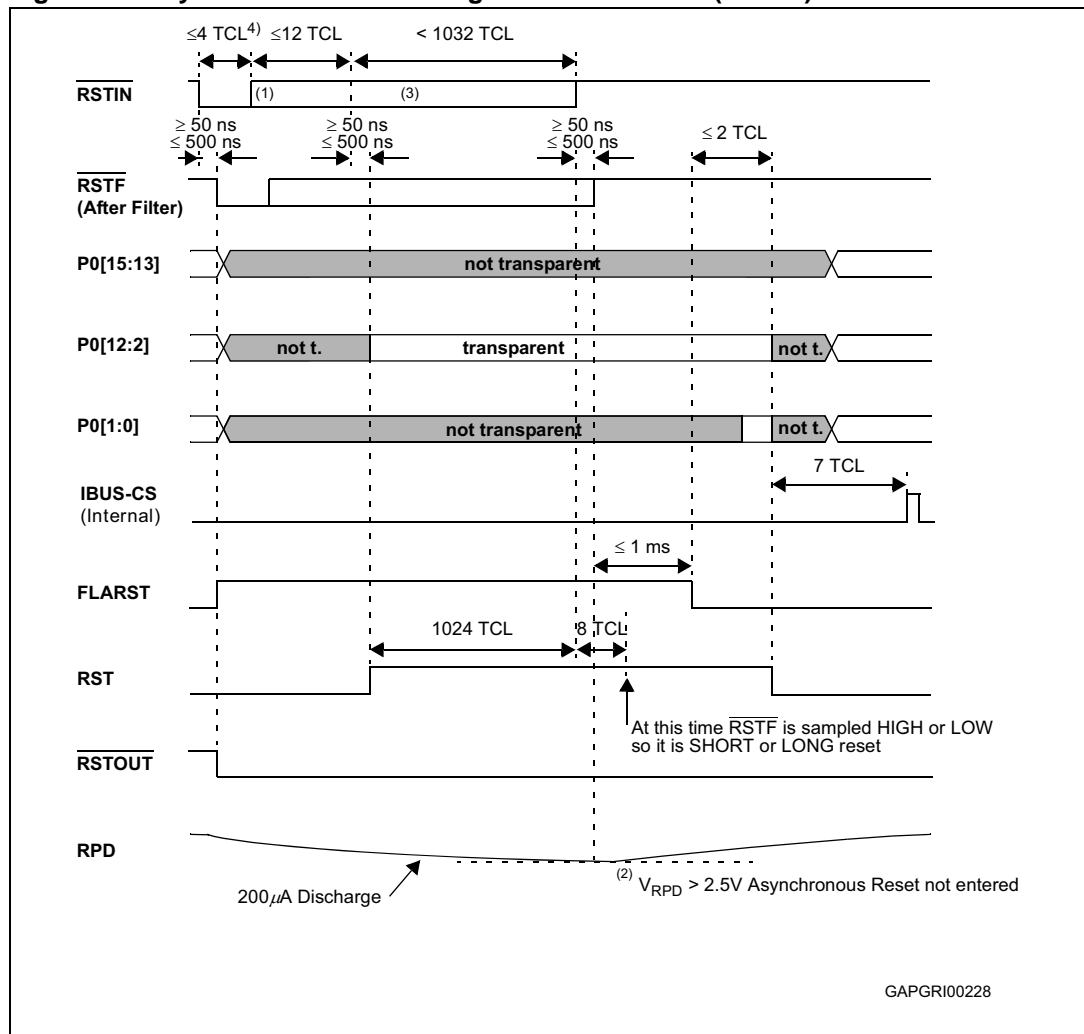 ≤4 TCL4) ≤12 TCL < 1032 TCL
RSTIN (1) (3)
≥ 50 ns ≥ 50 ns ≥ 50 ns
≤ 500 ns ≤ 500 ns ≤ 500 ns ≤ 2 TCL
RSTF
(After Filter)
P0[15:13] not transparent
P0[12:2] not t. transparent not t.
P0[1:0] not transparent not t.
7 TCL
IBUS-CS
(Internal)
≤ 1 ms
FLARST
1024 TCL 8 TCL
RST
At this time RSTF is sampled HIGH or LOW
so it is SHORT or LONG reset
RSTOUT
RPD
200μA Discharge
(2) VRPD > 2.5V Asynchronous Reset not entered
GAPGRI00228